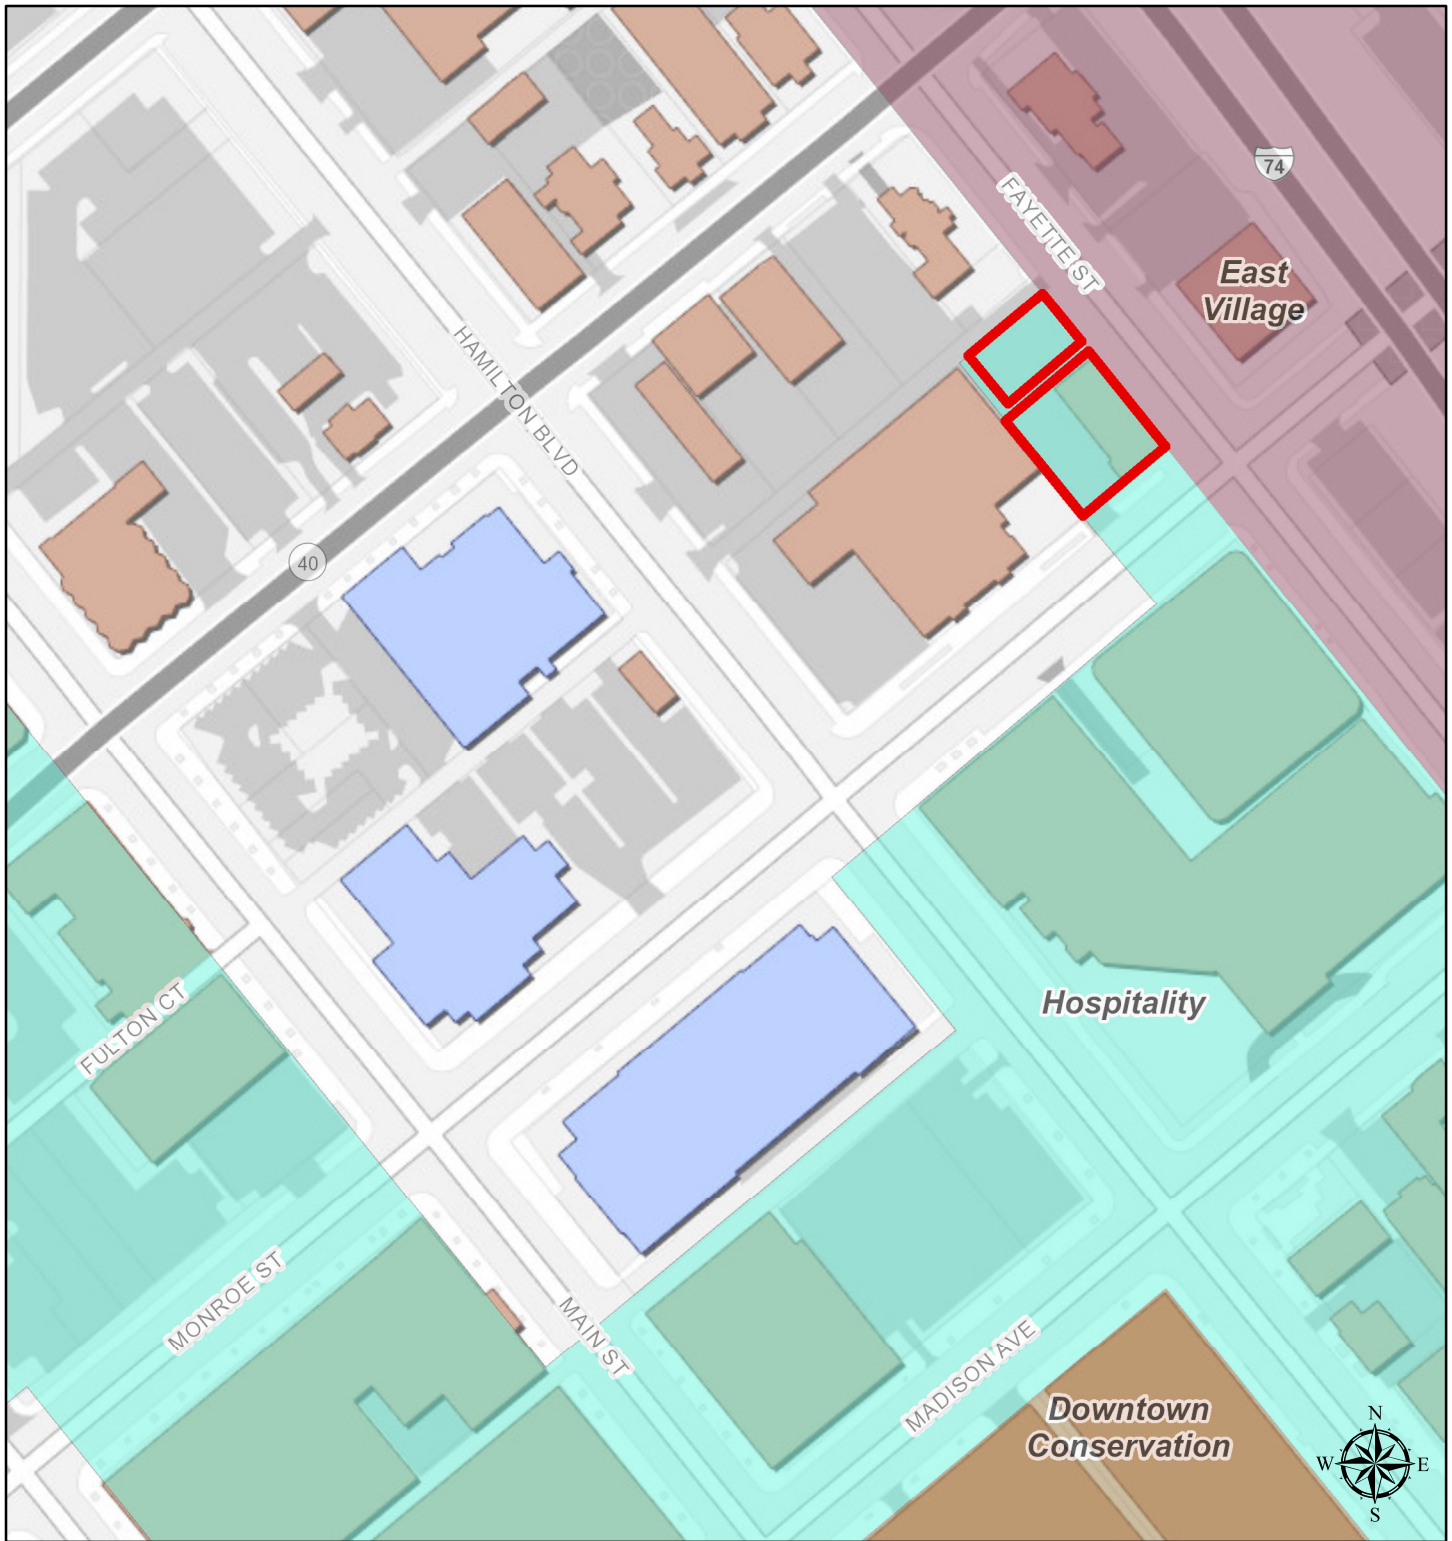 74
FAYETTE ST
East
Village
HAMILTON BLVD
40
Hospitality
FULTON CT
MONROE ST
MAIN ST
MADISON AVE
Downtown
Conservation
N
W
E
S